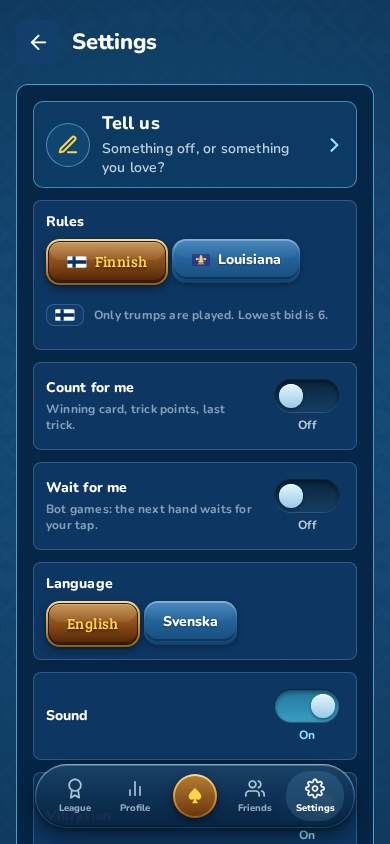 Settings
Tell us
Something off, or something
you love?
Rules
Finnish
Louisiana
Only trumps are played. Lowest bid is 6.
Count for me
Winning card, trick points, last
trick.
Off
Wait for me
Bot games: the next hand waits for
your tap.
Off
Language
English
Svenska
Sound
On
Vibration
On
League
Profile
Friends
Settings